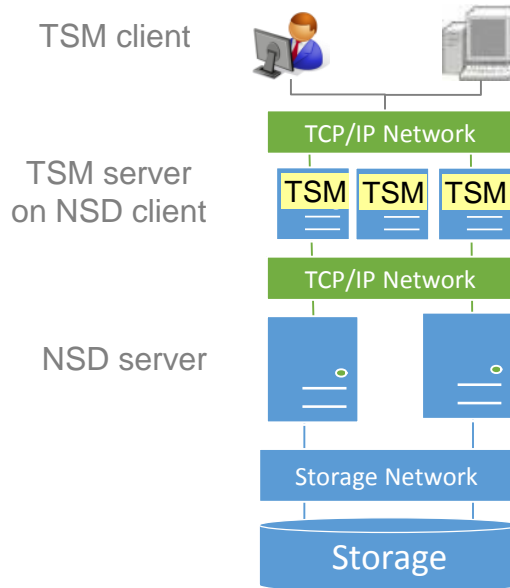 TSM client
TCP/IP Network
TSM server
on NSD client
TSM TSM TSM
TCP/IP Network
NSD server
Storage Network
Storage